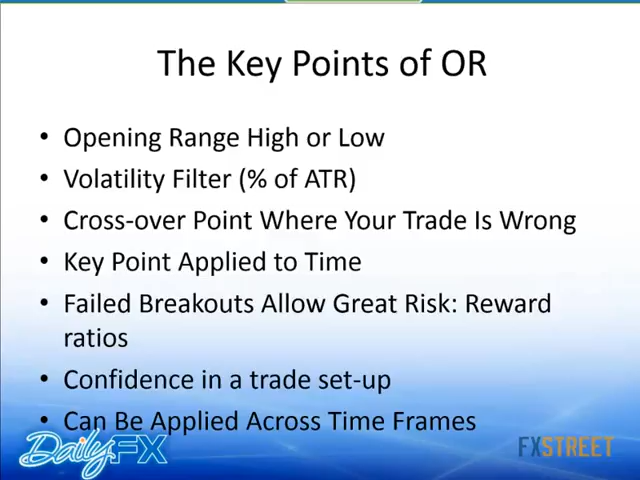 The Key Points of OR
• Opening Range High or Low
• Volatility Filter (% of ATR)
• Cross-over Point Where Your Trade Is Wrong
• Key Point Applied to Time
• Failed Breakouts Allow Great Risk: Reward
ratios
• Confidence in a trade set-up
• Can Be Applied Across Time Frames
DailyFX
FXSTREET